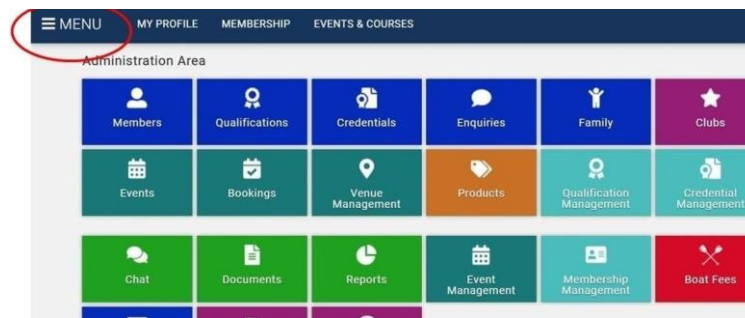 MENU MY PROFILE MEMBERSHIP EVENTS & COURSES
Administration Area
Members Qualifications Credentials Enquiries Family Clubs
Events Bookings Venue Management Products Qualification Management Credential Management
Chat Documents Reports Event Management Membership Management Boat Fees